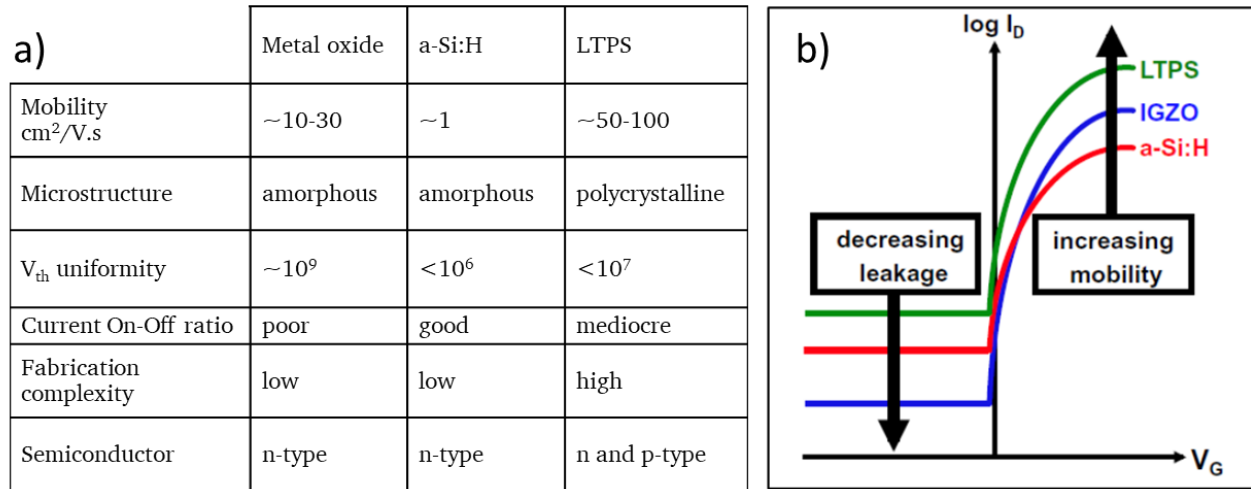 a)
Metal oxide a-Si:H LTPS
Mobility
cm²/V.s ~10-30 ~1 ~50-100
Microstructure amorphous amorphous polycrystalline
Vₜₕ uniformity ~10⁹ <10⁶ <10⁷
Current On-Off ratio poor good mediocre
Fabrication
complexity low low high
Semiconductor n-type n-type n and p-type
b)
log I_D
LTPS
IGZO
a-Si:H
decreasing
leakage
increasing
mobility
V_G